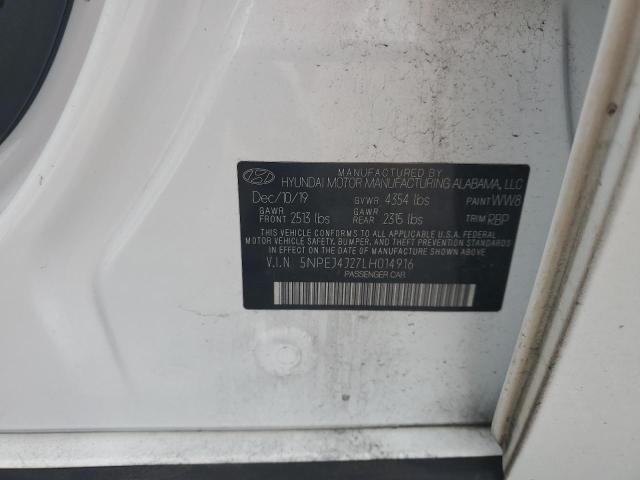 MANUFACTURED BY
HYUNDAI MOTOR MANUFACTURING ALABAMA, LLC
Dec/10/19 GVWR 4354 lbs PAINT WW8
GAWR FRONT 2513 lbs GAWR REAR 2315 lbs TRIM RBP
THIS VEHICLE CONFORMS TO ALL APPLICABLE U.S.A. FEDERAL
MOTOR VEHICLE SAFETY, BUMPER, AND THEFT PREVENTION STANDARDS
IN EFFECT ON THE DATE OF MANUFACTURE SHOWN ABOVE
V.I.N 5NPEJ4J27LH014916
PASSENGER CAR